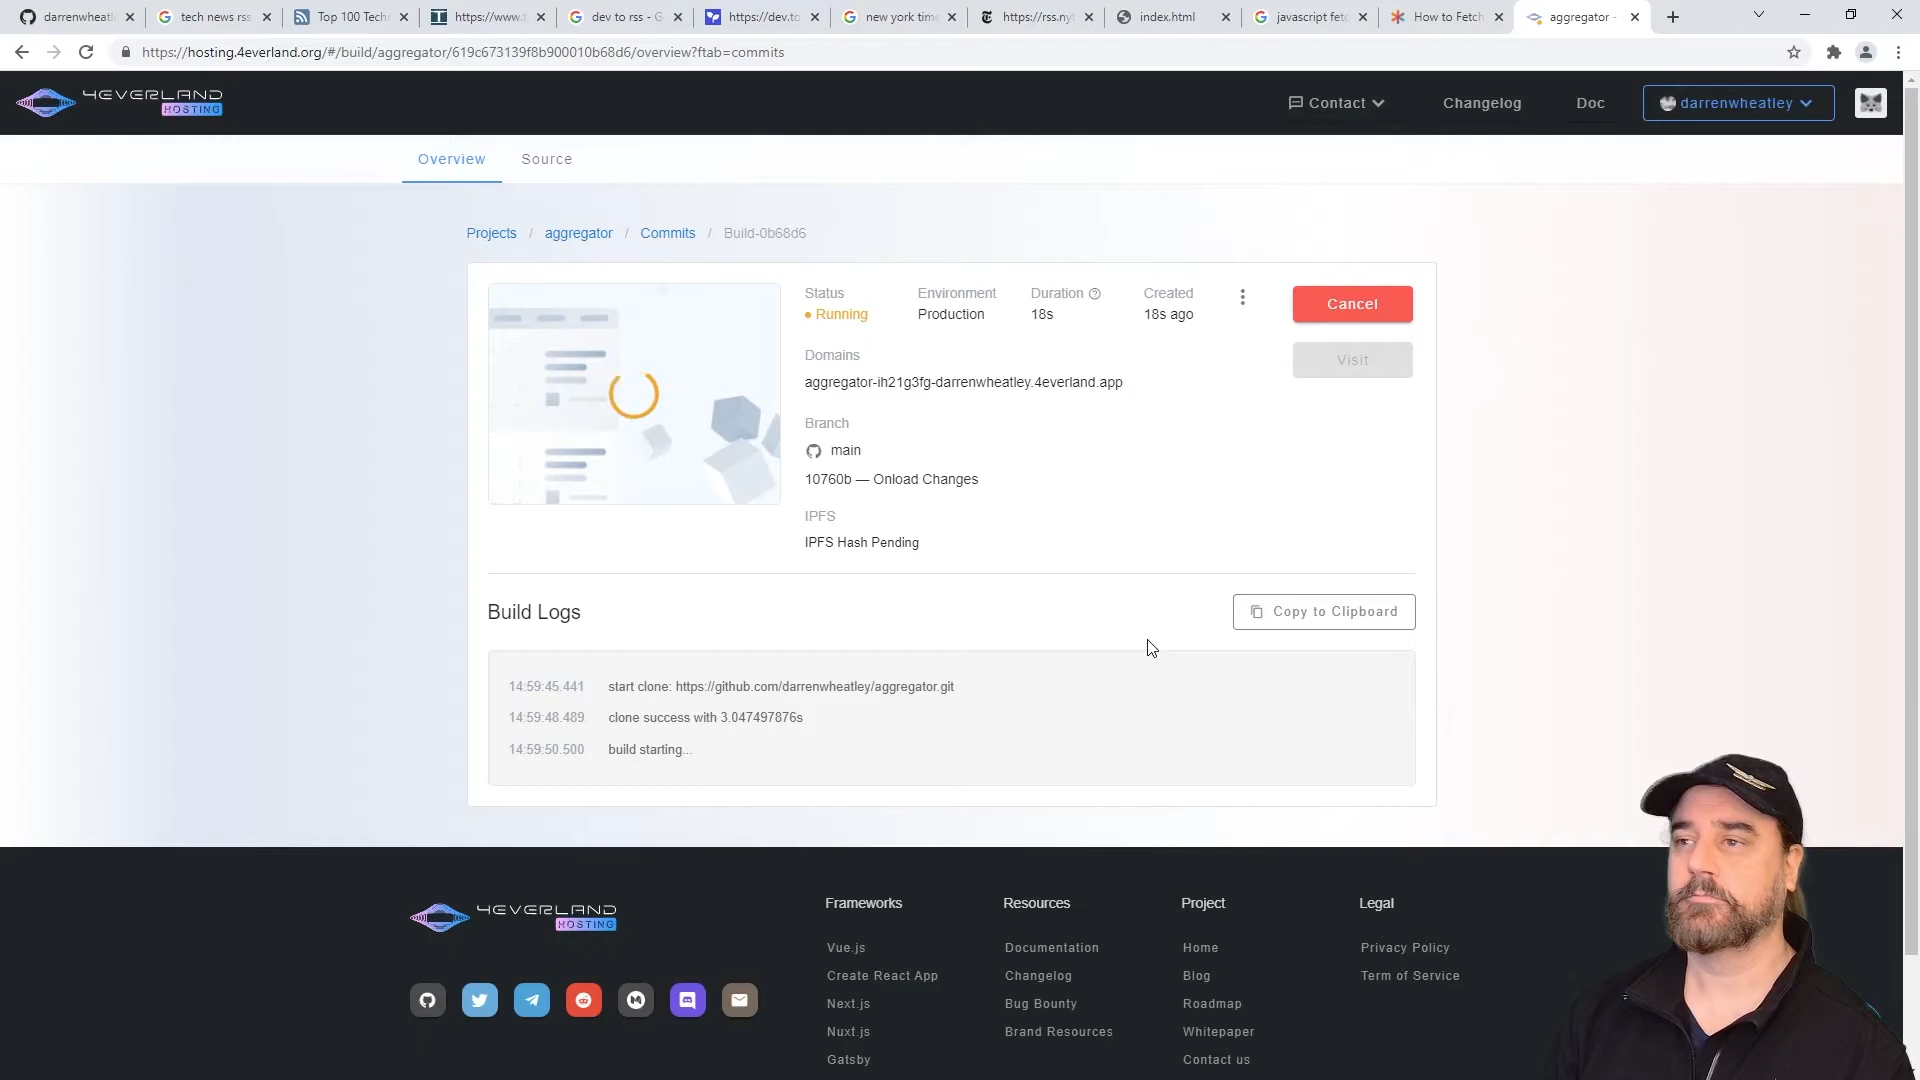 darrenwheatl
tech news rss
Top 100 Techn
https://www.t
dev to rss - G
https://dev.to
new york time
https://rss.ny
index.html
javascript fetc
How to Fetch
aggregator -
https://hosting.4everland.org/#/build/aggregator/619c673139f8b900010b68d6/overview?ftab=commits
4EVERLAND
HOSTING
Contact
Changelog
Doc
darrenwheatley
Overview
Source
Projects / aggregator / Commits / Build-0b68d6
Status
Running
Environment
Production
Duration
18s
Created
18s ago
Cancel
Visit
Domains
aggregator-ih21g3fg-darrenwheatley.4everland.app
Branch
main
10760b — Onload Changes
IPFS
IPFS Hash Pending
Build Logs
Copy to Clipboard
14:59:45.441 start clone: https://github.com/darrenwheatley/aggregator.git
14:59:48.489 clone success with 3.047497876s
14:59:50.500 build starting...
4EVERLAND
HOSTING
Frameworks
Vue.js
Create React App
Next.js
Nuxt.js
Gatsby
Resources
Documentation
Changelog
Bug Bounty
Brand Resources
Project
Home
Blog
Roadmap
Whitepaper
Contact us
Legal
Privacy Policy
Term of Service